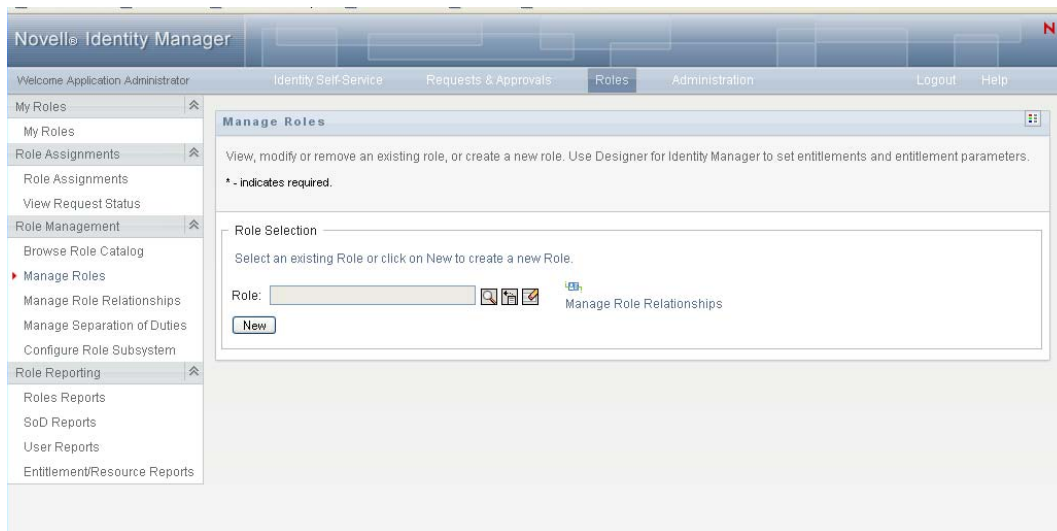 Novell® Identity Manager
N
Welcome Application Administrator
Identity Self-Service Requests & Approvals Roles Administration Logout Help
My Roles
My Roles
Role Assignments
Role Assignments
View Request Status
Role Management
Browse Role Catalog
Manage Roles
Manage Role Relationships
Manage Separation of Duties
Configure Role Subsystem
Role Reporting
Roles Reports
SoD Reports
User Reports
Entitlement/Resource Reports
Manage Roles
View, modify or remove an existing role, or create a new role. Use Designer for Identity Manager to set entitlements and entitlement parameters.
* - indicates required.
Role Selection
Select an existing Role or click on New to create a new Role.
Role:
Manage Role Relationships
New